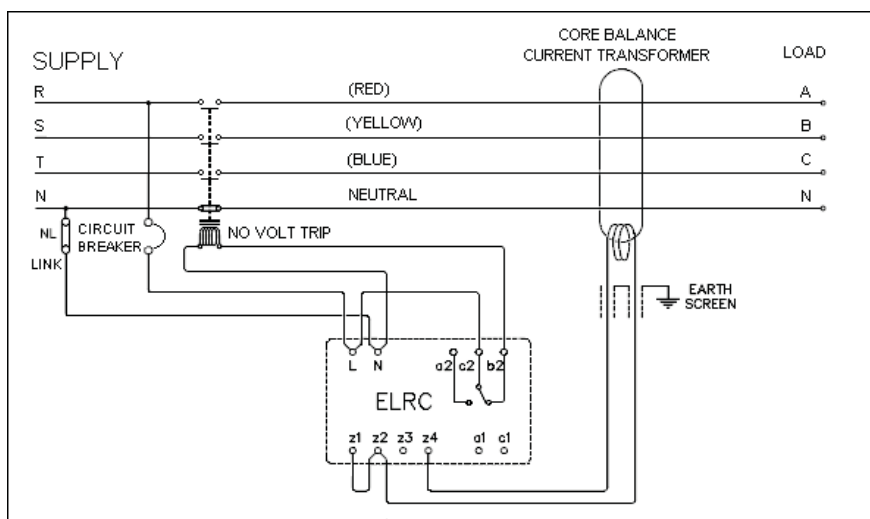 CORE BALANCE
CURRENT TRANSFORMER
LOAD
SUPPLY
R (RED) A
S (YELLOW) B
T (BLUE) C
N NEUTRAL N
NL
LINK
CIRCUIT
BREAKER
NO VOLT TRIP
EARTH
SCREEN
L N a2 c2 b2
ELRC
z1 z2 z3 z4 a1 c1